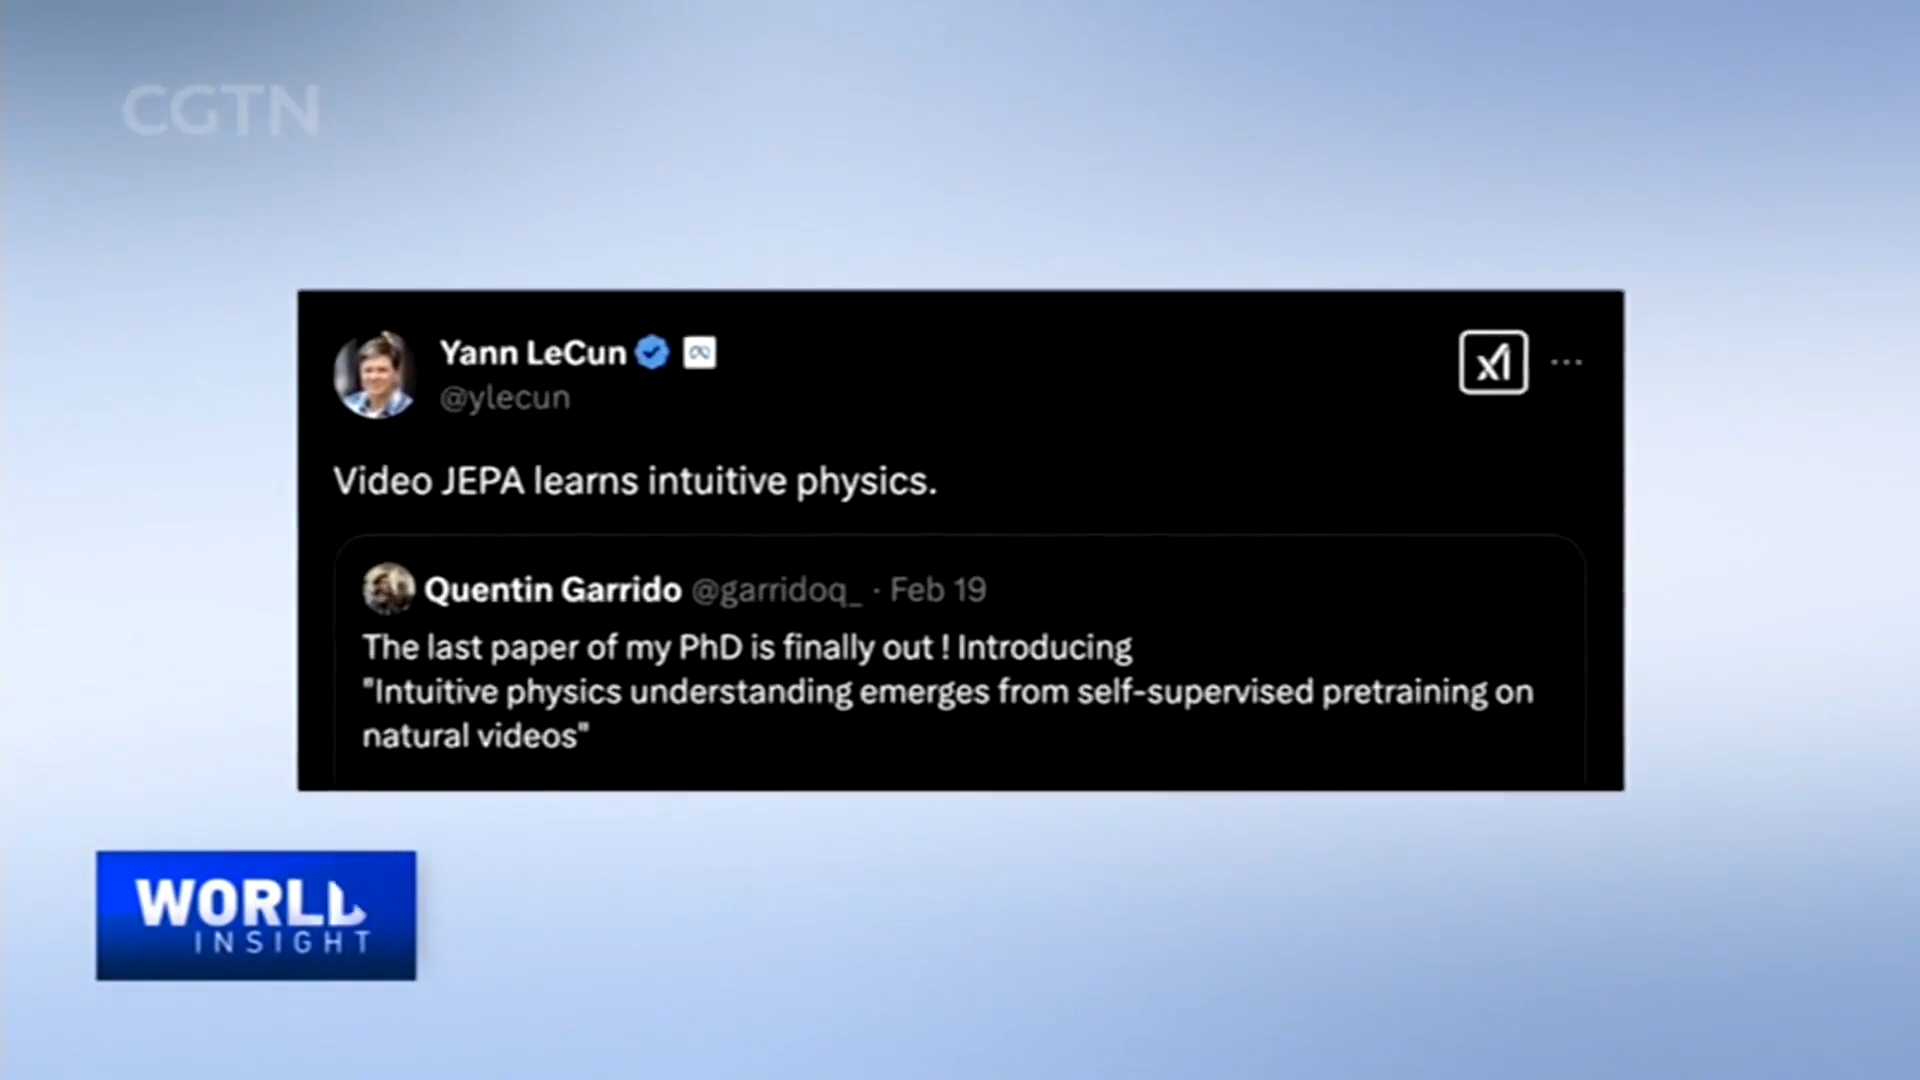 CGTN
Yann LeCun
@ylecun
Video JEPA learns intuitive physics.
Quentin Garrido @garridoq_ · Feb 19
The last paper of my PhD is finally out ! Introducing
"Intuitive physics understanding emerges from self-supervised pretraining on
natural videos"
WORLD
INSIGHT